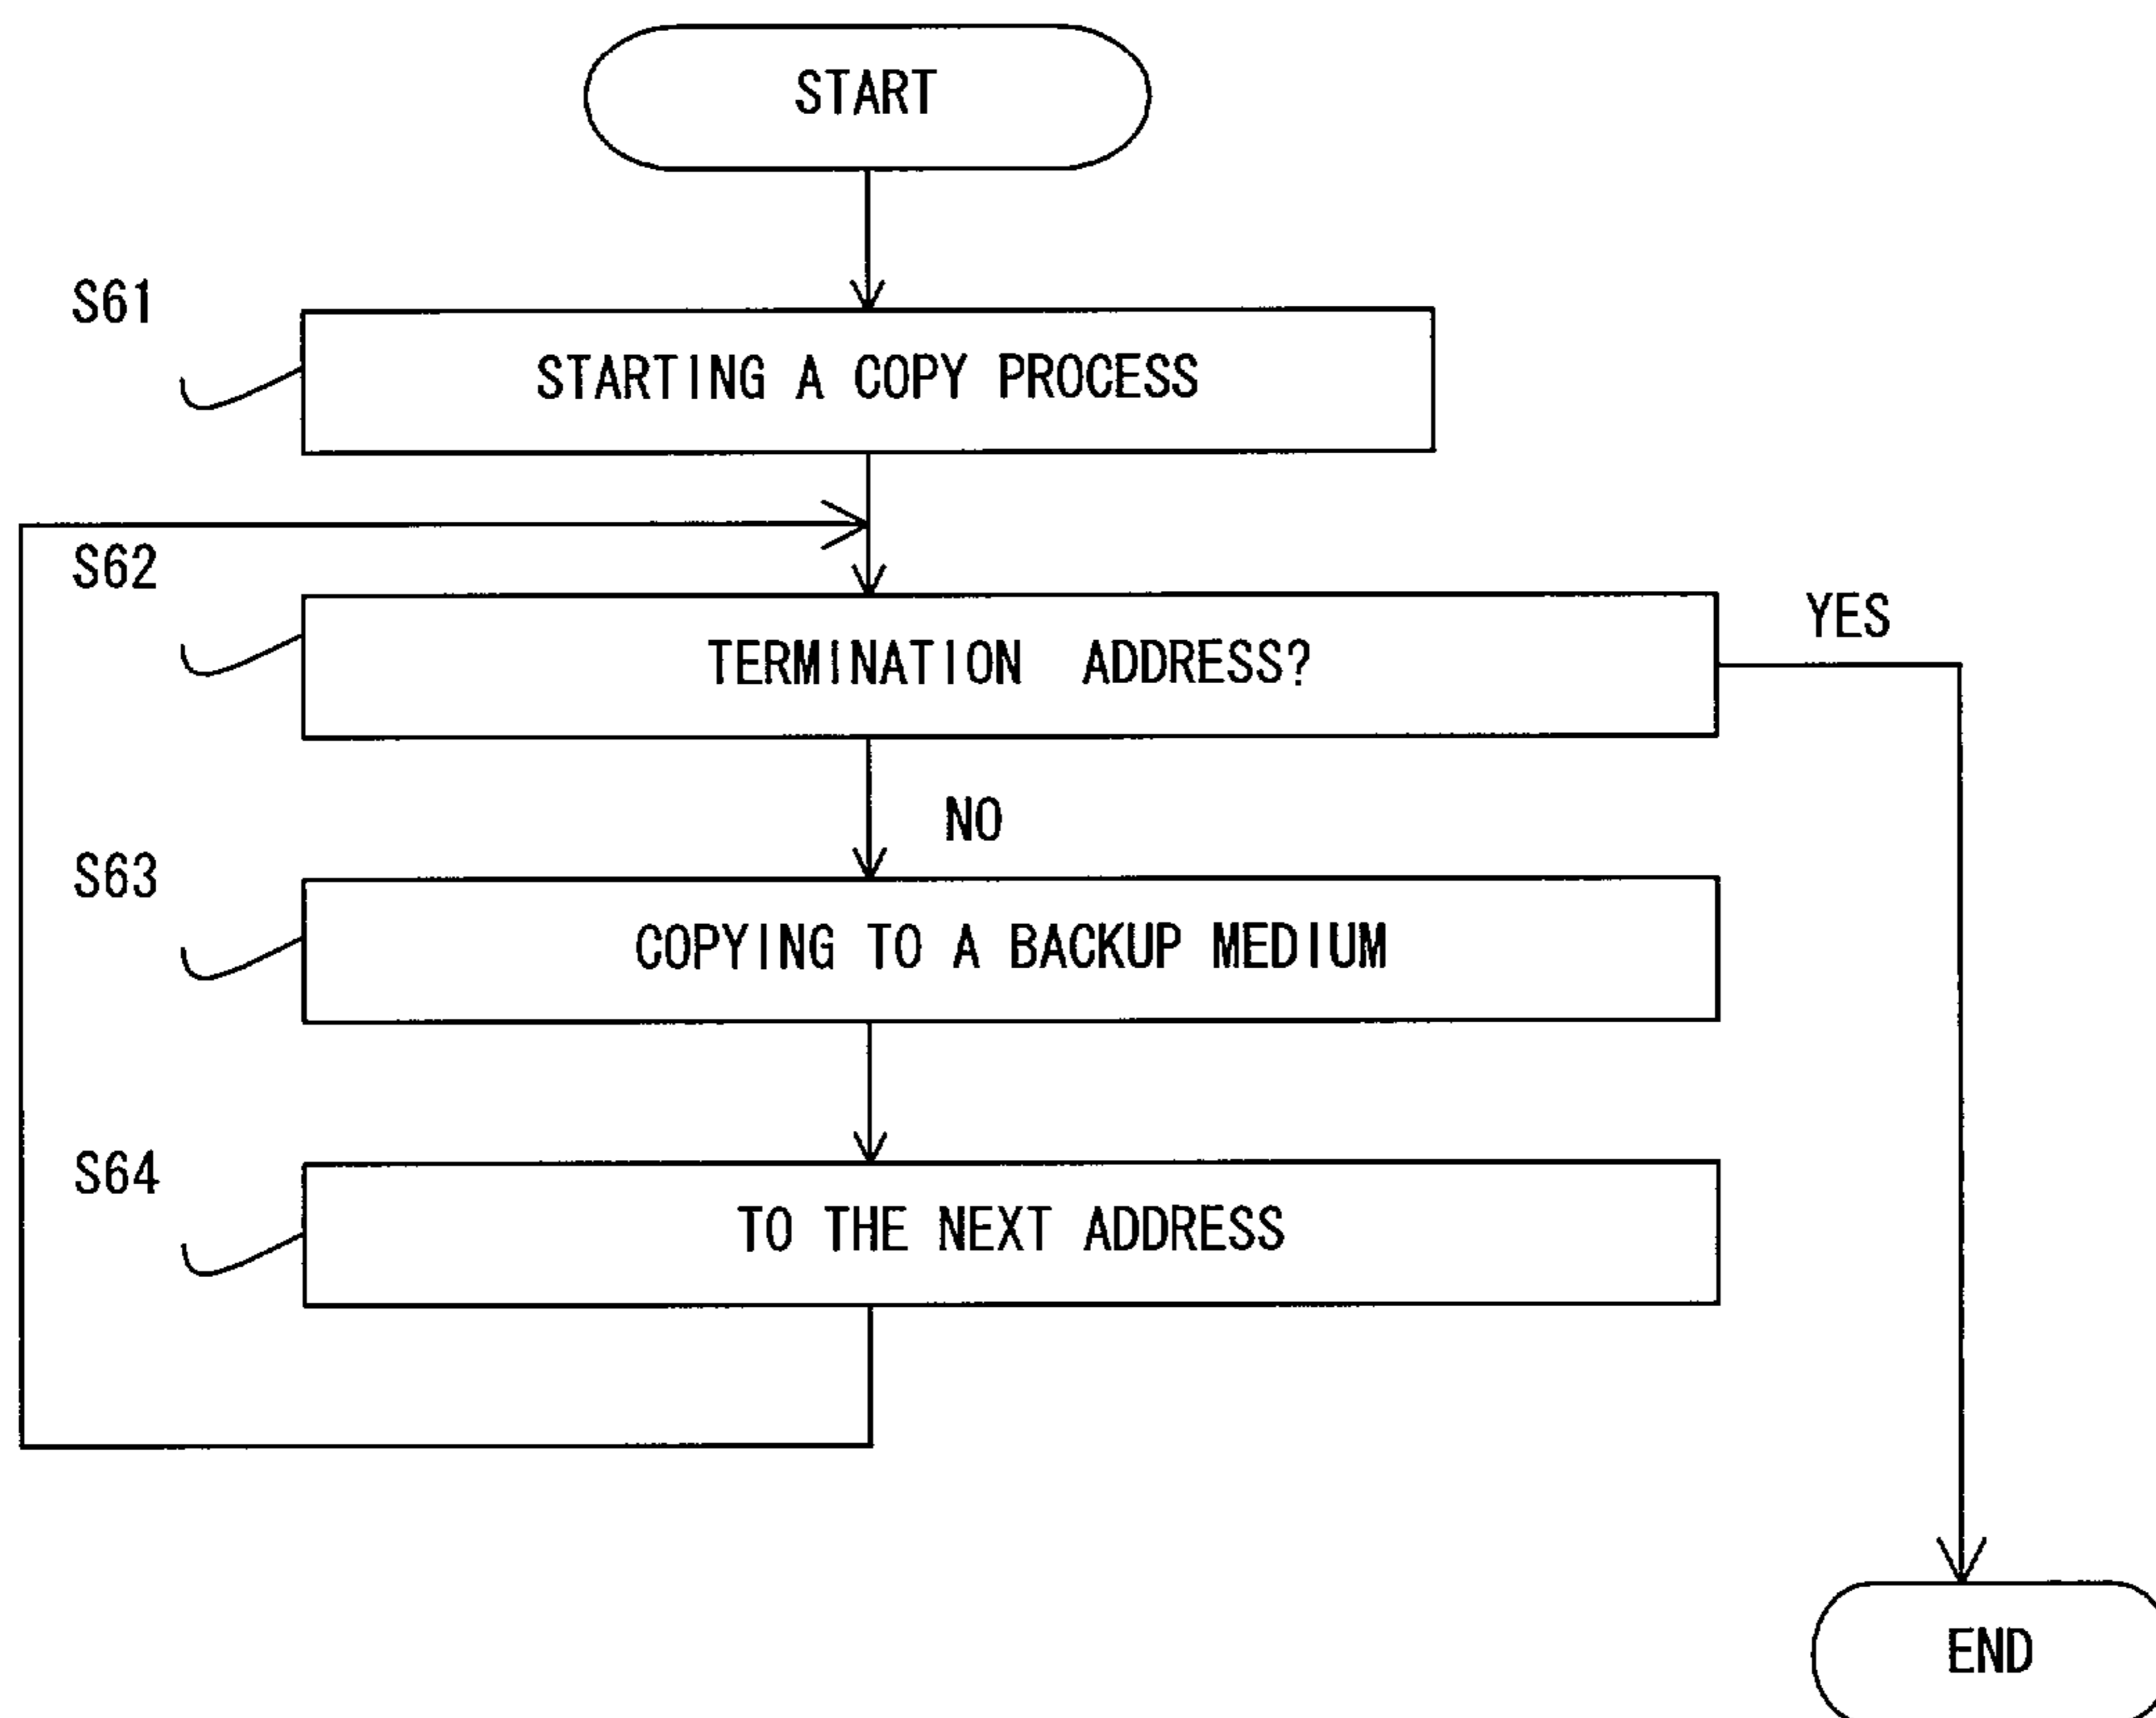 START
S61
STARTING A COPY PROCESS
S62
TERMINATION ADDRESS?
YES
NO
S63
COPYING TO A BACKUP MEDIUM
S64
TO THE NEXT ADDRESS
END